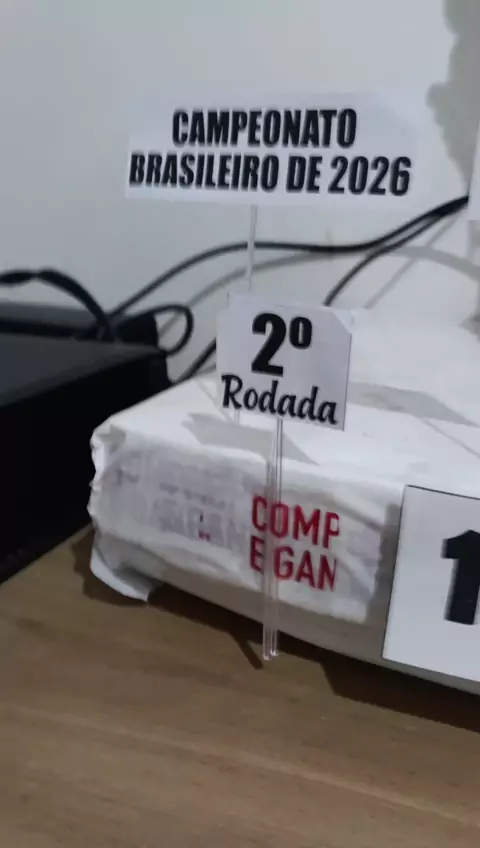 CAMPEONATO
BRASILEIRO DE 2026
2º
Rodada
COMP
E GAN
1